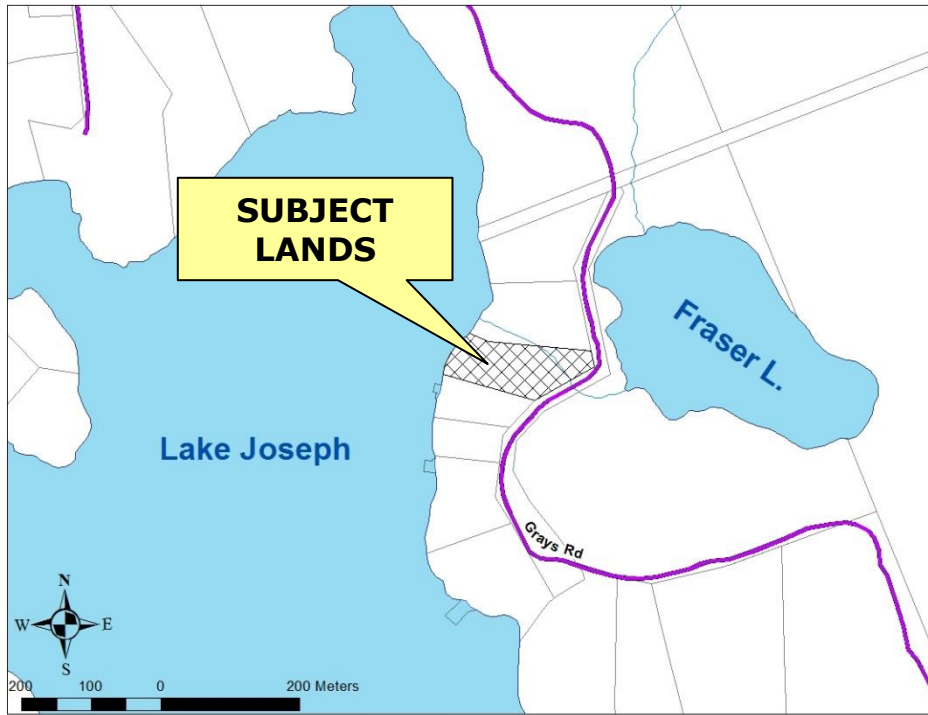 SUBJECT
LANDS
Fraser L.
Lake Joseph
Grays Rd
N
W E
S
200 100 0 200 Meters